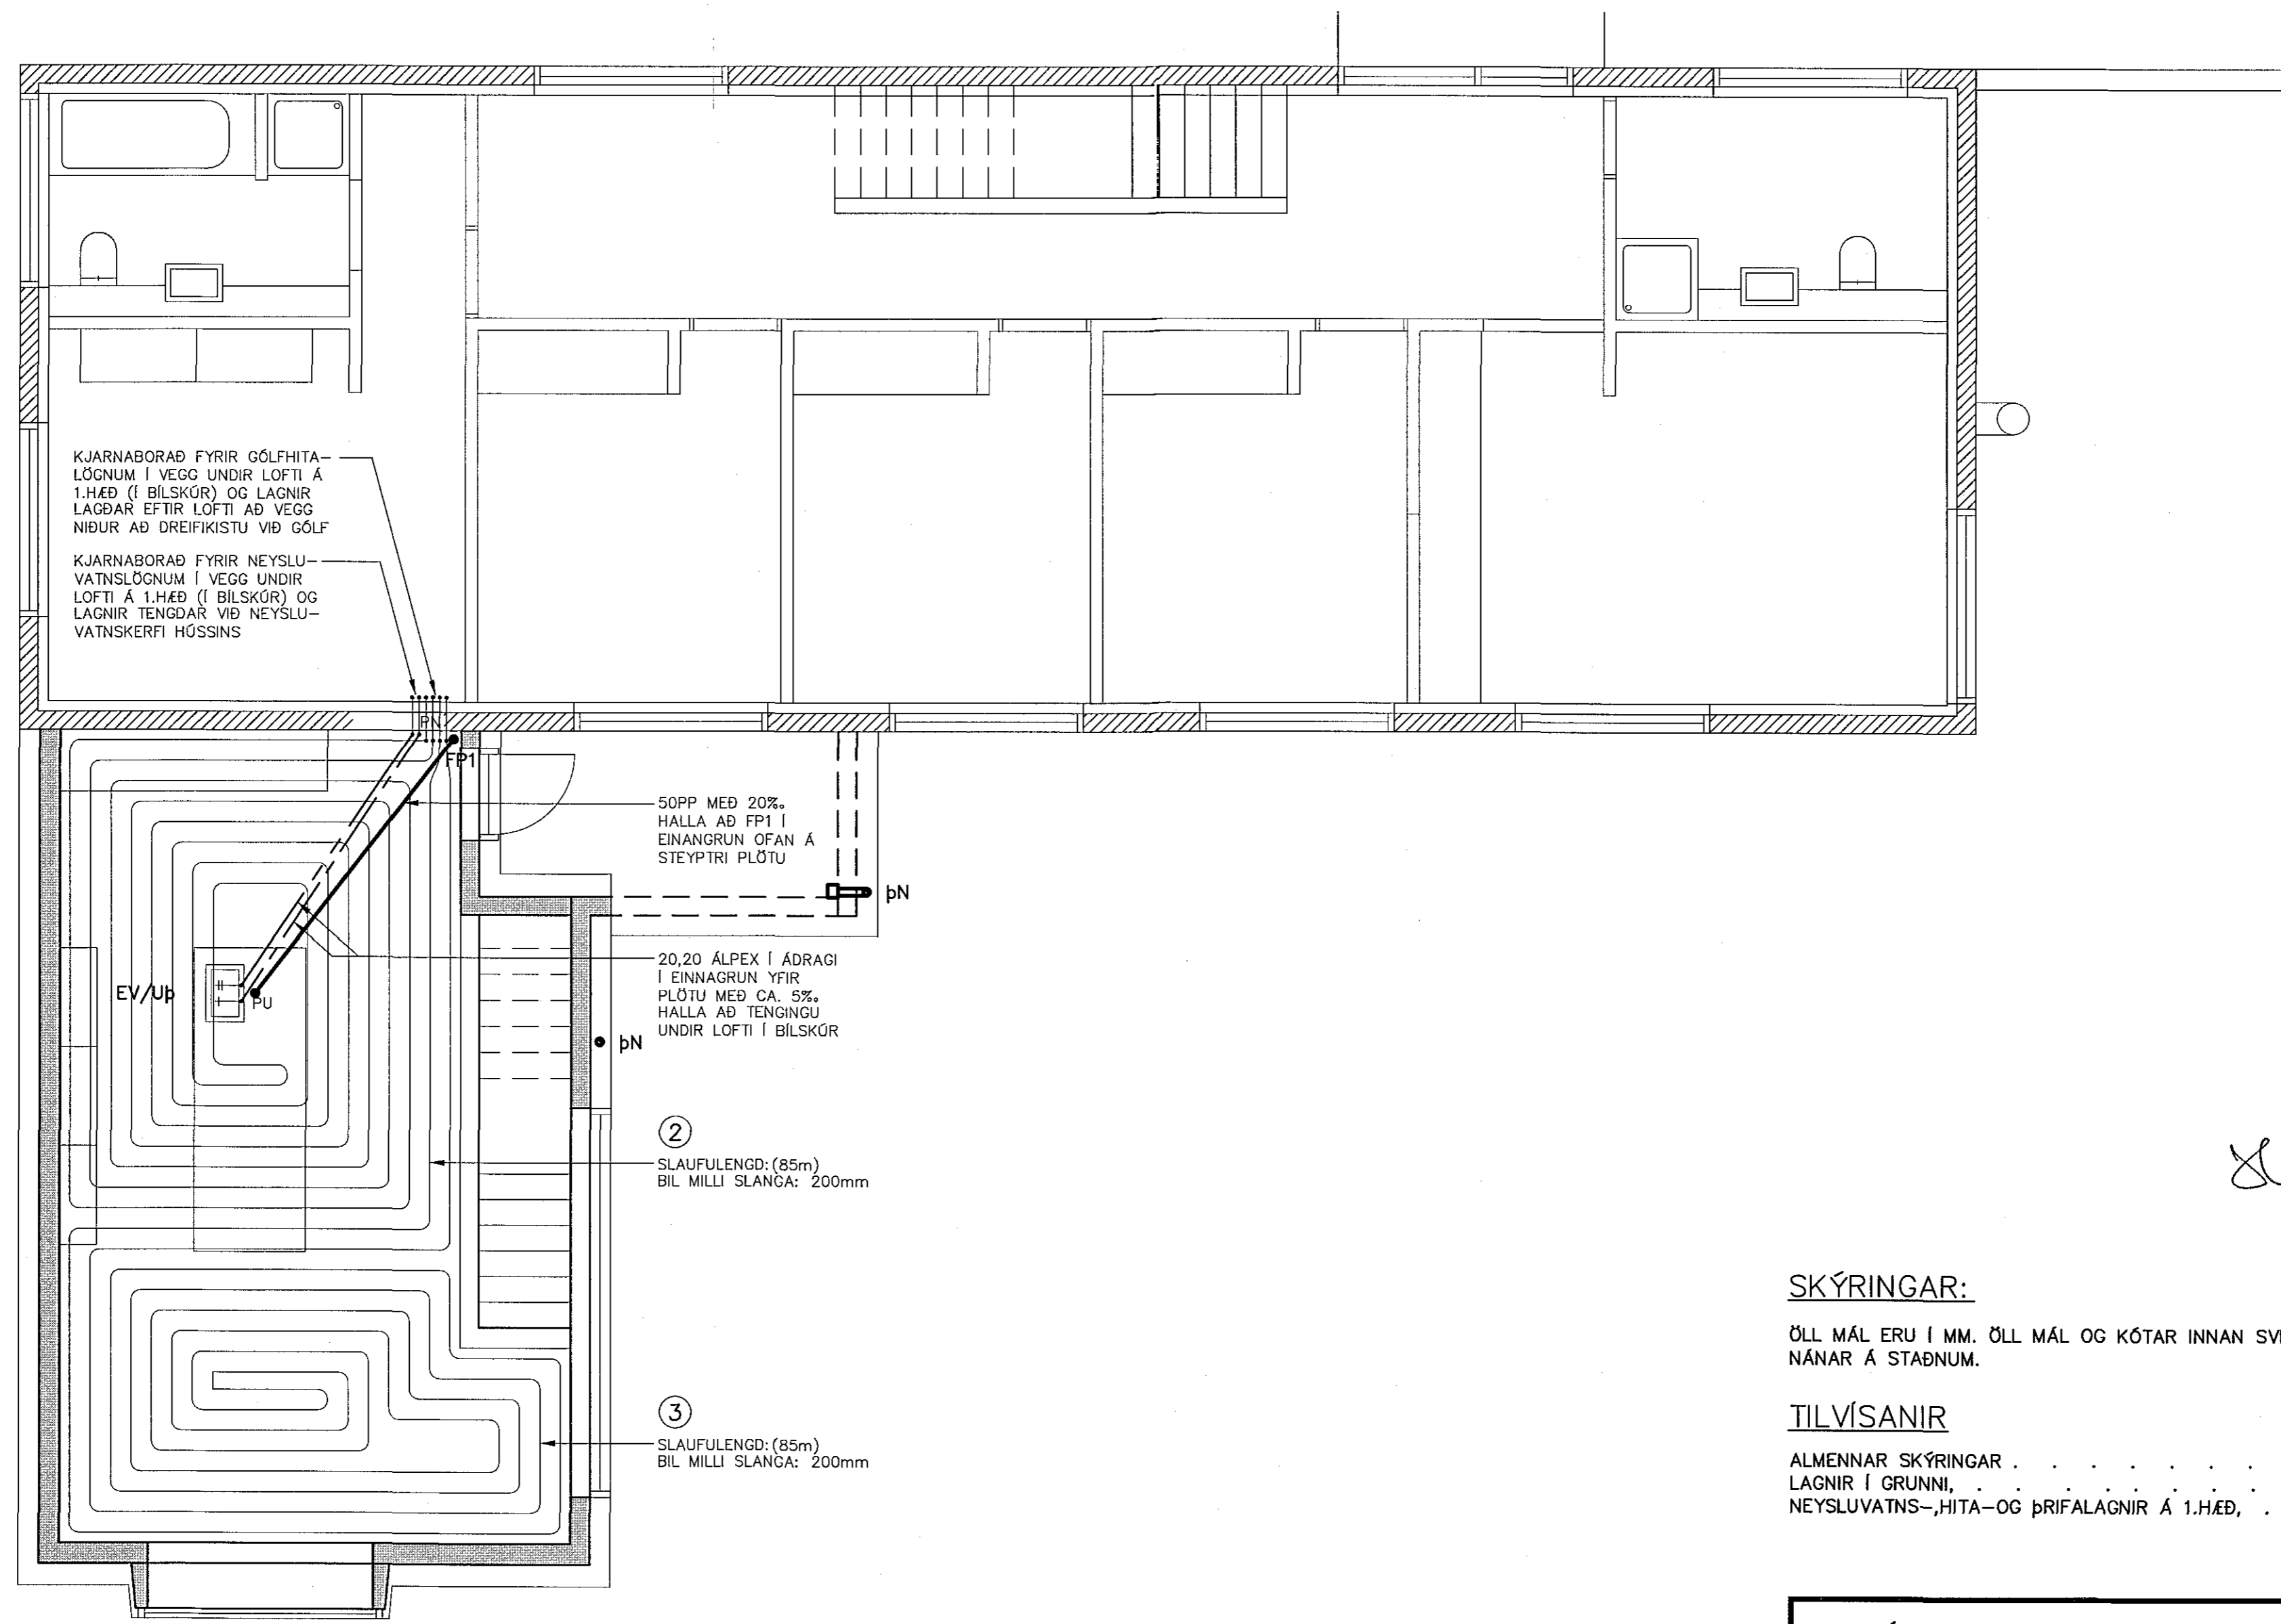 KJARNABORAÐ FYRIR GÓLFHITA-
LÖGNUM Í VEGG UNDIR LOFTI Á
1.HÆÐ (Í BÍLSKÚR) OG LAGNIR
LAGÐAR EFTIR LOFTI AÐ VEGG
NIÐUR AÐ DREIFIKISTU VIÐ GÓLF
KJARNABORAÐ FYRIR NEYSLU-
VATNSLÖGNUM Í VEGG UNDIR
LOFTI Á 1.HÆÐ (Í BÍLSKÚR) OG
LAGNIR TENGDAR VIÐ NEYSLU-
VATNSKERFI HÚSSINS
PN
FP1
50PP MEÐ 20‰
HALLA AÐ FP1 Í
EINANGRUN OFAN Á
STEYPTRI PLÖTU
þN
20,20 ÁLPEX Í ÁDRAGI
Í EINNAGRUN YFIR
PLÖTU MEÐ CA. 5‰
HALLA AÐ TENGINGU
UNDIR LOFTI Í BÍLSKÚR
EV/Uþ
PU
þN
2
SLAUFULENGD: (85m)
BIL MILLI SLANGA: 200mm
3
SLAUFULENGD: (85m)
BIL MILLI SLANGA: 200mm
SKÝRINGAR:
ÖLL MÁL ERU Í MM. ÖLL MÁL OG KÓTAR INNAN
NÁNAR Á STAÐNUM.
TILVÍSANIR
ALMENNAR SKÝRINGAR . . . . . . .
LAGNIR Í GRUNNI, . . . . . . . .
NEYSLUVATNS-,HITA-OG þRIFALAGNIR Á 1.HÆÐ, .